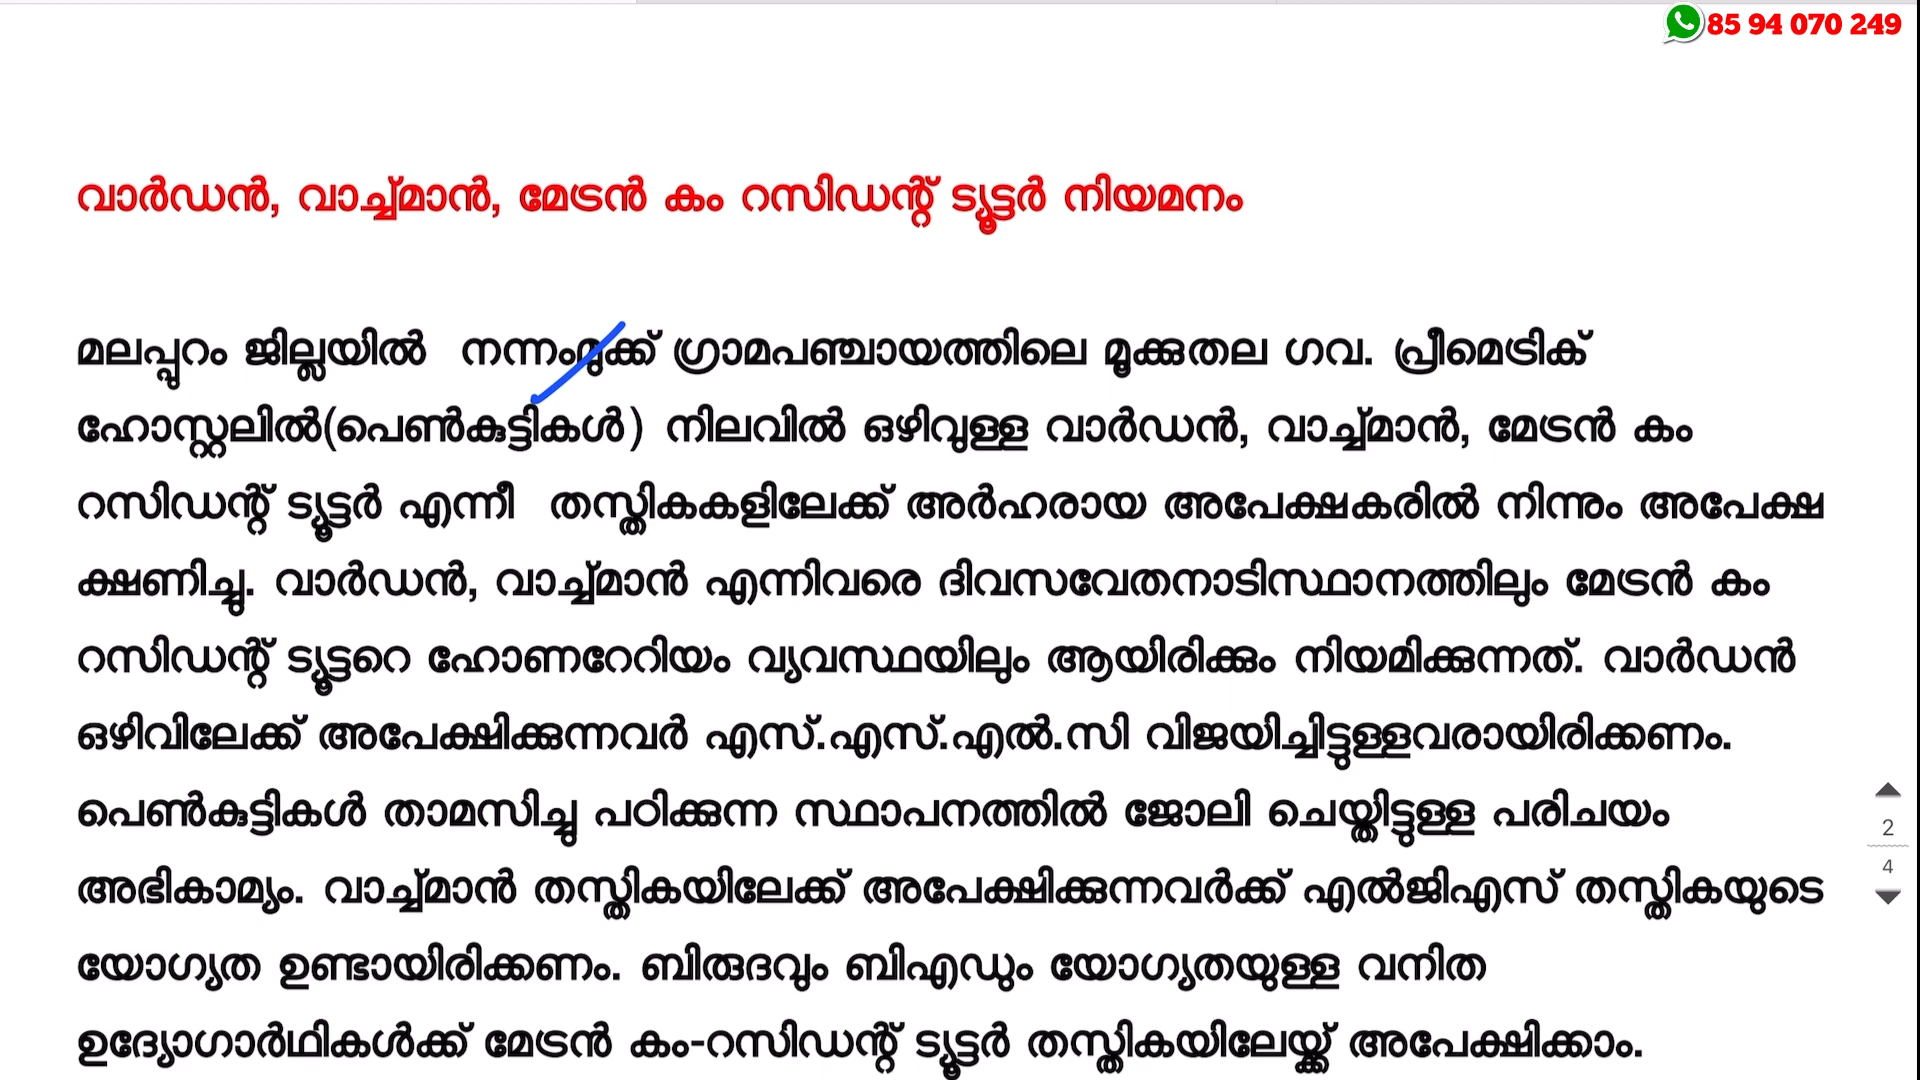 85 94 070 249
വാർഡൻ, വാച്ച്മാൻ, മേട്രൻ കം റസിഡന്റ് ട്യൂട്ടർ നിയമനം
മലപ്പുറം ജില്ലയിൽ നന്നംമുക്ക് ഗ്രാമപഞ്ചായത്തിലെ മൂക്കുതല ഗവ. പ്രീമെട്രിക്
ഹോസ്റ്റലിൽ(പെൺകുട്ടികൾ) നിലവിൽ ഒഴിവുള്ള വാർഡൻ, വാച്ച്മാൻ, മേട്രൻ കം
റസിഡന്റ് ട്യൂട്ടർ എന്നീ തസ്തികകളിലേക്ക് അർഹരായ അപേക്ഷകരിൽ നിന്നും അപേക്ഷ
ക്ഷണിച്ചു. വാർഡൻ, വാച്ച്മാൻ എന്നിവരെ ദിവസവേതനാടിസ്ഥാനത്തിലും മേട്രൻ കം
റസിഡന്റ് ട്യൂട്ടറെ ഹോണറേറിയം വ്യവസ്ഥയിലും ആയിരിക്കും നിയമിക്കുന്നത്. വാർഡൻ
ഒഴിവിലേക്ക് അപേക്ഷിക്കുന്നവർ എസ്.എസ്.എൽ.സി വിജയിച്ചിട്ടുള്ളവരായിരിക്കണം.
പെൺകുട്ടികൾ താമസിച്ചു പഠിക്കുന്ന സ്ഥാപനത്തിൽ ജോലി ചെയ്തിട്ടുള്ള പരിചയം
അഭികാമ്യം. വാച്ച്മാൻ തസ്തികയിലേക്ക് അപേക്ഷിക്കുന്നവർക്ക് എൽജിഎസ് തസ്തികയുടെ
യോഗ്യത ഉണ്ടായിരിക്കണം. ബിരുദവും ബിഎഡും യോഗ്യതയുള്ള വനിത
ഉദ്യോഗാർഥികൾക്ക് മേട്രൻ കം-റസിഡന്റ് ട്യൂട്ടർ തസ്തികയിലേയ്ക്ക് അപേക്ഷിക്കാം.
2
4